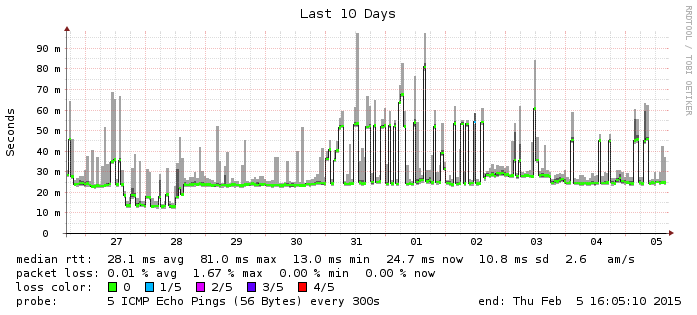 Last 10 Days
RRDTOOL / TOBI OETIKER
Seconds
90 m
80 m
70 m
60 m
50 m
40 m
30 m
20 m
10 m
0
27 28 29 30 31 01 02 03 04 05
median rtt: 28.1 ms avg 81.0 ms max 13.0 ms min 24.7 ms now 10.8 ms sd 2.6 am/s
packet loss: 0.01 % avg 1.67 % max 0.00 % min 0.00 % now
loss color: 0 1/5 2/5 3/5 4/5
probe: 5 ICMP Echo Pings (56 Bytes) every 300s end: Thu Feb 5 16:05:10 2015